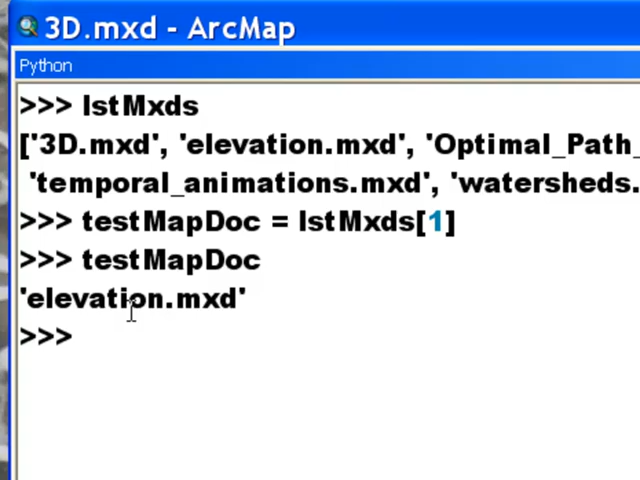 3D.mxd - ArcMap
Python
>>> lstMxds
['3D.mxd', 'elevation.mxd', 'Optimal_Path_
'temporal_animations.mxd', 'watersheds.
>>> testMapDoc = lstMxds[1]
>>> testMapDoc
'elevation.mxd'
>>>